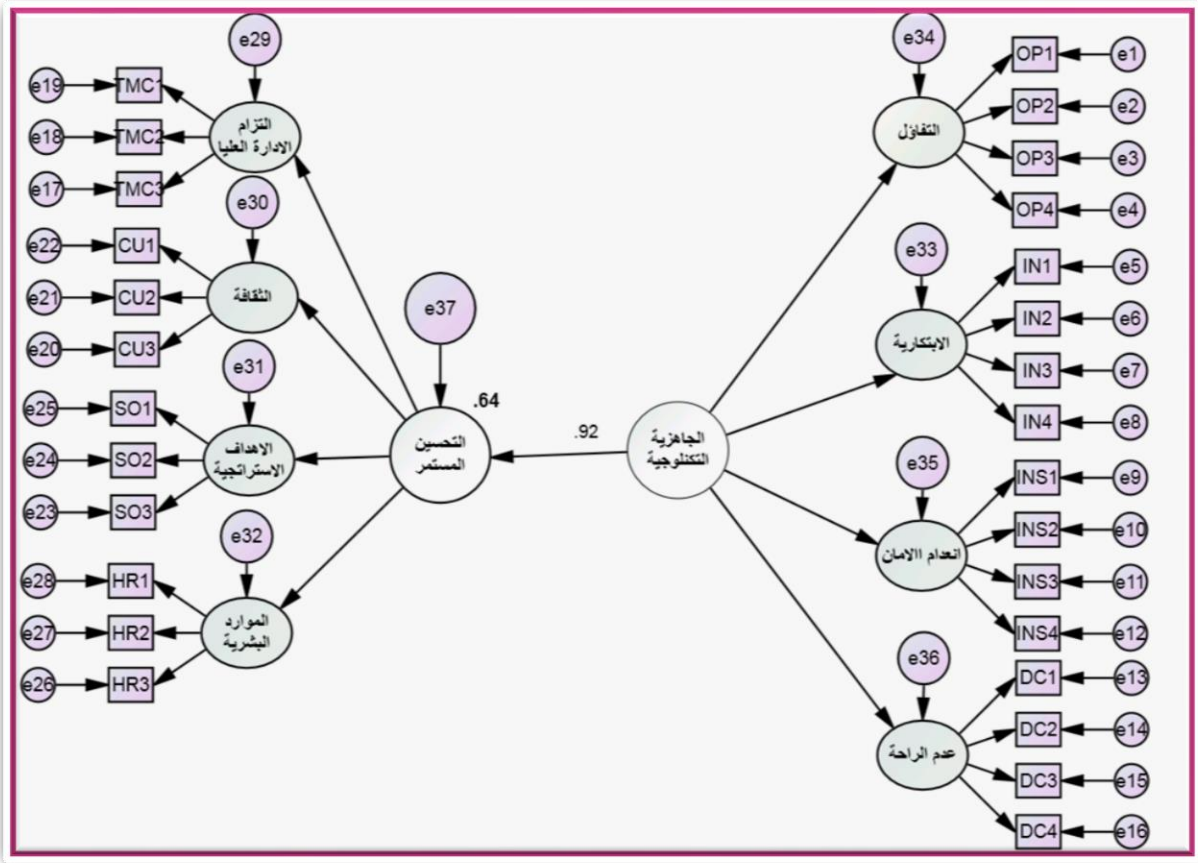 e29
e19
TMC1
e18
TMC2
e17
TMC3
التزام
الادارة العليا
e30
e22
CU1
e21
CU2
e20
CU3
الثقافة
e31
e25
SO1
e24
SO2
e23
SO3
الاهداف
الاستراتجية
e32
e28
HR1
e27
HR2
e26
HR3
الموارد
البشرية
e37
.64
التحسين
المستمر
.92
الجاهزية
التكنلوجية
e34
التفاؤل
OP1
e1
OP2
e2
OP3
e3
OP4
e4
e33
الابتكارية
IN1
e5
IN2
e6
IN3
e7
IN4
e8
e35
انعدام االامان
INS1
e9
INS2
e10
INS3
e11
INS4
e12
e36
عدم الراحة
DC1
e13
DC2
e14
DC3
e15
DC4
e16